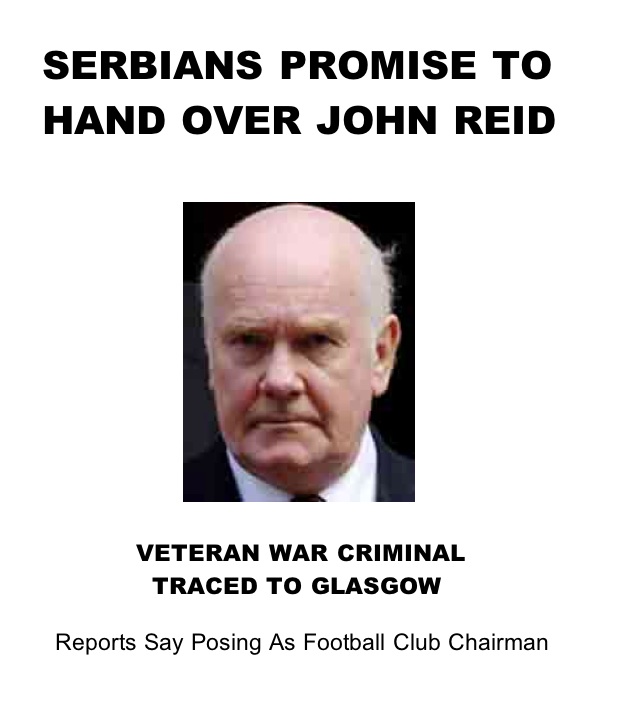 SERBIANS PROMISE TO
HAND OVER JOHN REID
VETERAN WAR CRIMINAL
TRACED TO GLASGOW
Reports Say Posing As Football Club Chairman